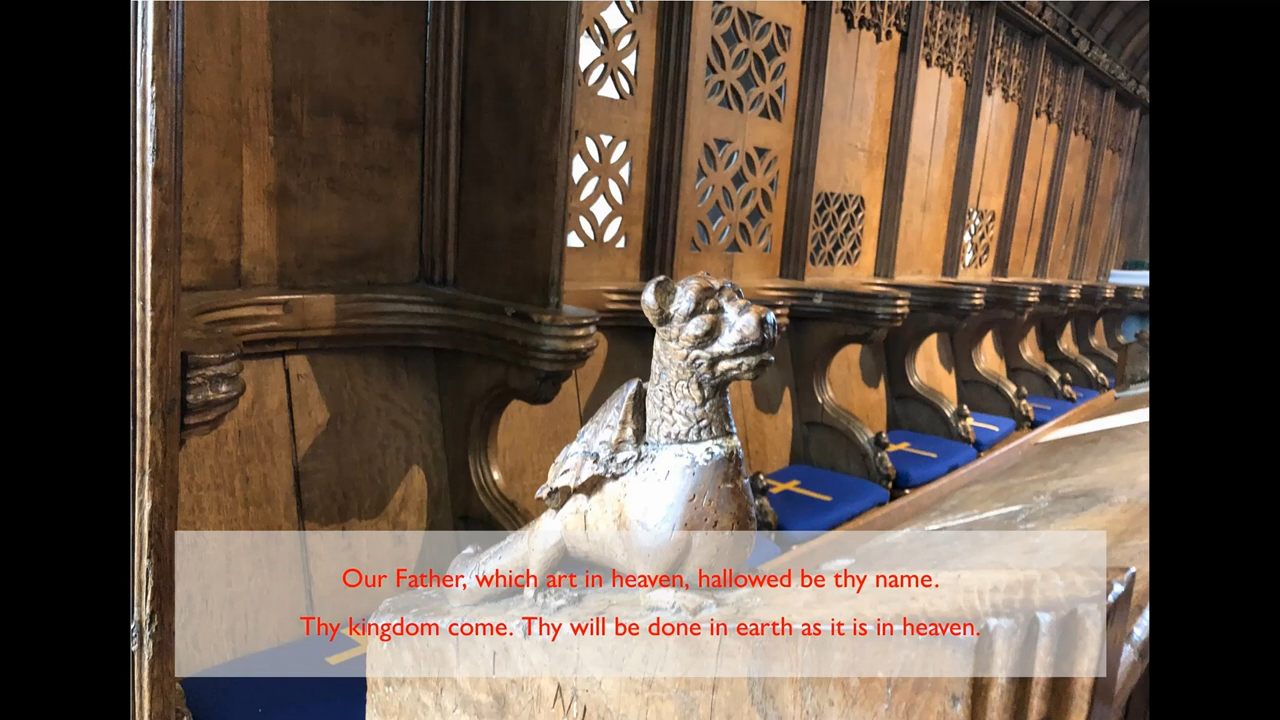 Our Father, which art in heaven, hallowed be thy name.
Thy kingdom come. Thy will be done in earth as it is in heaven.